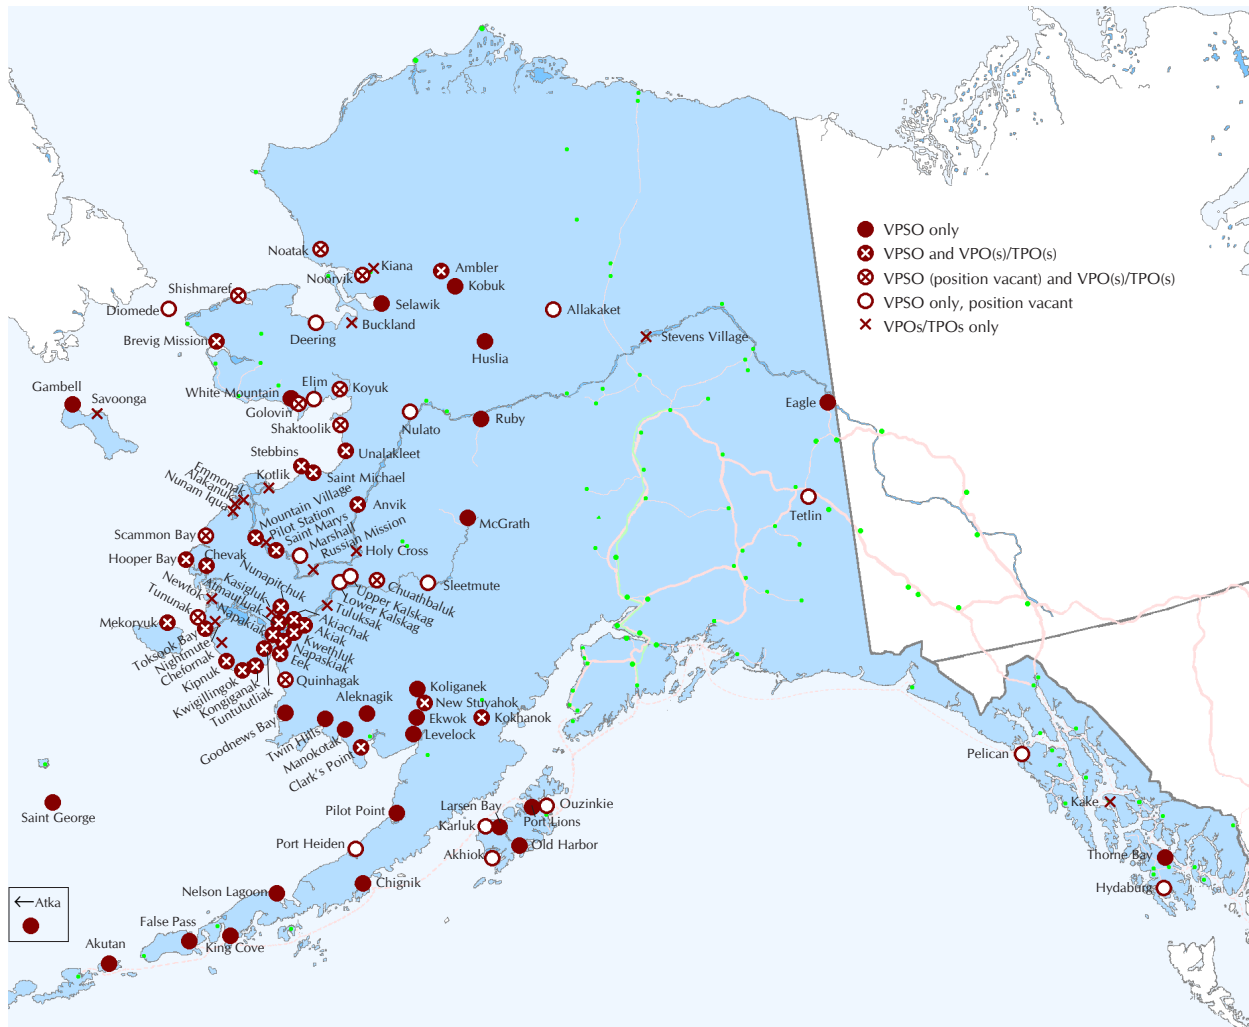 VPSO only
VPSO and VPO(s)/TPO(s)
VPSO (position vacant) and VPO(s)/TPO(s)
VPSO only, position vacant
VPOs/TPOs only
Noatak
Kiana
Noorvik
Ambler
Kobuk
Shishmaref
Selawik
Diomede
Deering
Buckland
Allakaket
Brevig Mission
Huslia
Stevens Village
Gambell
Savoonga
White Mountain
Elim
Koyuk
Golovin
Shaktoolik
Nulato
Ruby
Eagle
Stebbins
Unalakleet
Saint Michael
Kotlik
Emmonak
Alakanuk
Nunam Iqua
Mountain Village
Pilot Station
Saint Marys
Marshall
Russian Mission
Anvik
McGrath
Tetlin
Scammon Bay
Holy Cross
Hooper Bay
Chevak
Chuathbaluk
Sleetmute
Upper Kalskag
Lower Kalskag
Tuluksak
Nunapitchuk
Kasigluk
Atmautluak
Newtok
Tununak
Napakiak
Akiachak
Akiak
Kwethluk
Napaskiak
Eek
Mekoryuk
Toksook Bay
Nightmute
Chefornak
Kipnuk
Kwigillingok
Kongiganak
Tuntutuliak
Quinhagak
Aleknagik
Koliganek
New Stuyahok
Ekwok
Kokhanok
Levelock
Goodnews Bay
Twin Hills
Manokotak
Clark's Point
Pelican
Kake
Saint George
Pilot Point
Larsen Bay
Ouzinkie
Port Lions
Karluk
Old Harbor
Port Heiden
Akhiok
Thorne Bay
Hydaburg
Nelson Lagoon
Chignik
←Atka
False Pass
King Cove
Akutan